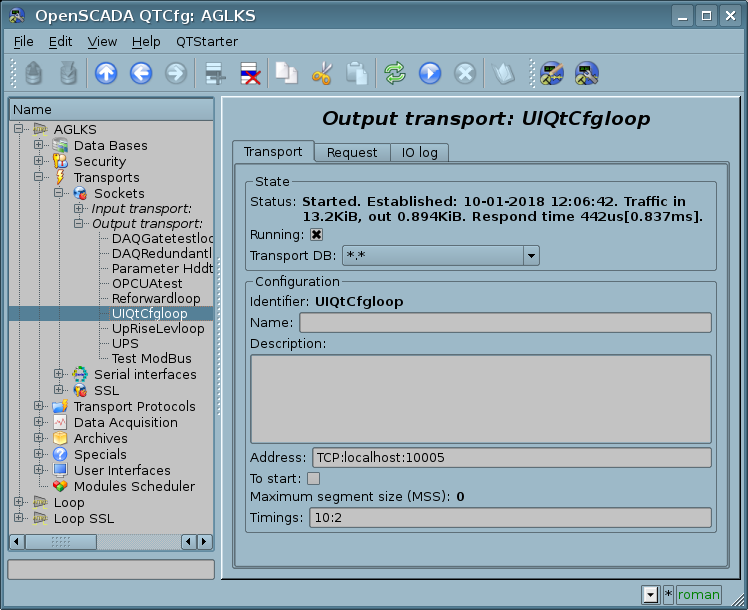 OpenSCADA QTCfg: AGLKS
File Edit View Help QTStarter
Name
AGLKS
Data Bases
Security
Transports
Sockets
Input transport:
Output transport:
DAQGatetestloo
DAQRedundantl
Parameter Hddt
OPCUAtest
Reforwardloop
UIQtCfgloop
UpRiseLevloop
UPS
Test ModBus
Serial interfaces
SSL
Transport Protocols
Data Acquisition
Archives
Specials
User Interfaces
Modules Scheduler
Loop
Loop SSL
Output transport: UIQtCfgloop
Transport Request IO log
State
Status: Started. Established: 10-01-2018 12:06:42. Traffic in
13.2KiB, out 0.894KiB. Respond time 442us[0.837ms].
Running:
Transport DB: *.*
Configuration
Identifier: UIQtCfgloop
Name:
Description:
Address: TCP:localhost:10005
To start:
Maximum segment size (MSS): 0
Timings: 10:2
* roman